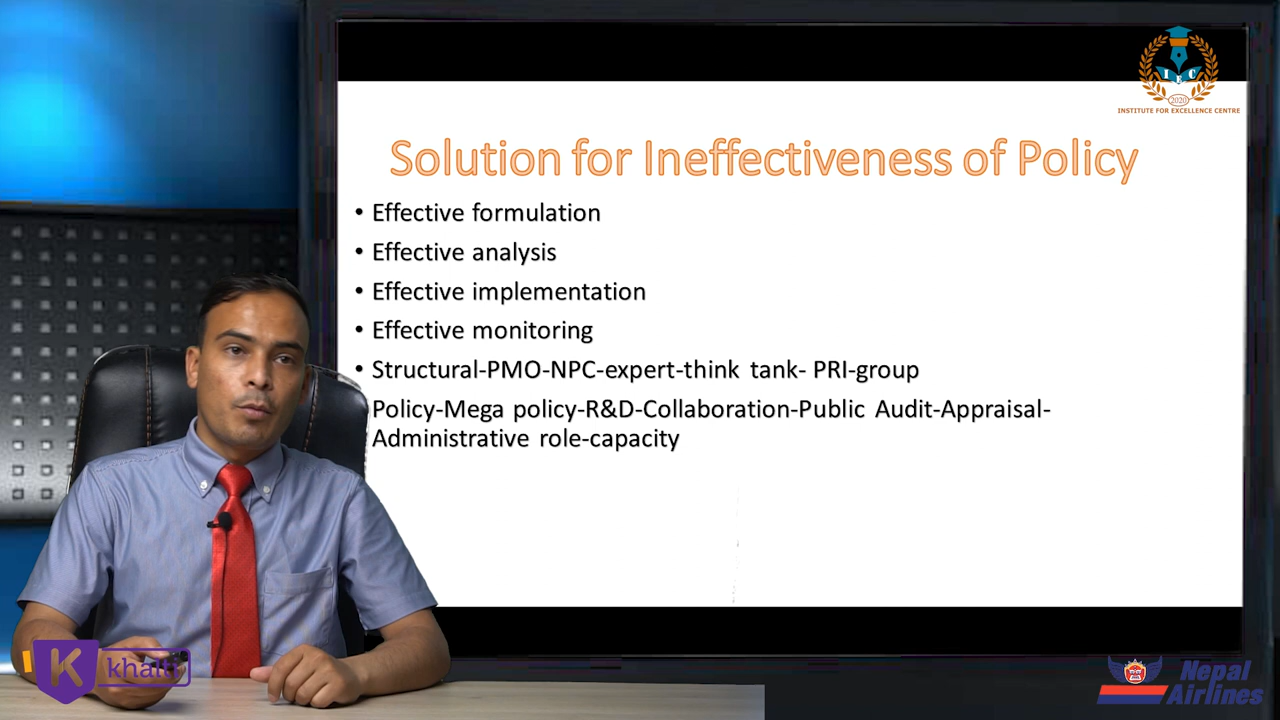 I E C
2020
INSTITUTE FOR EXCELLENCE CENTRE
Solution for Ineffectiveness of Policy
• Effective formulation
• Effective analysis
• Effective implementation
• Effective monitoring
• Structural-PMO-NPC-expert-think tank- PRI-group
Policy-Mega policy-R&D-Collaboration-Public Audit-Appraisal-
Administrative role-capacity
K khalti
Nepal
Airlines